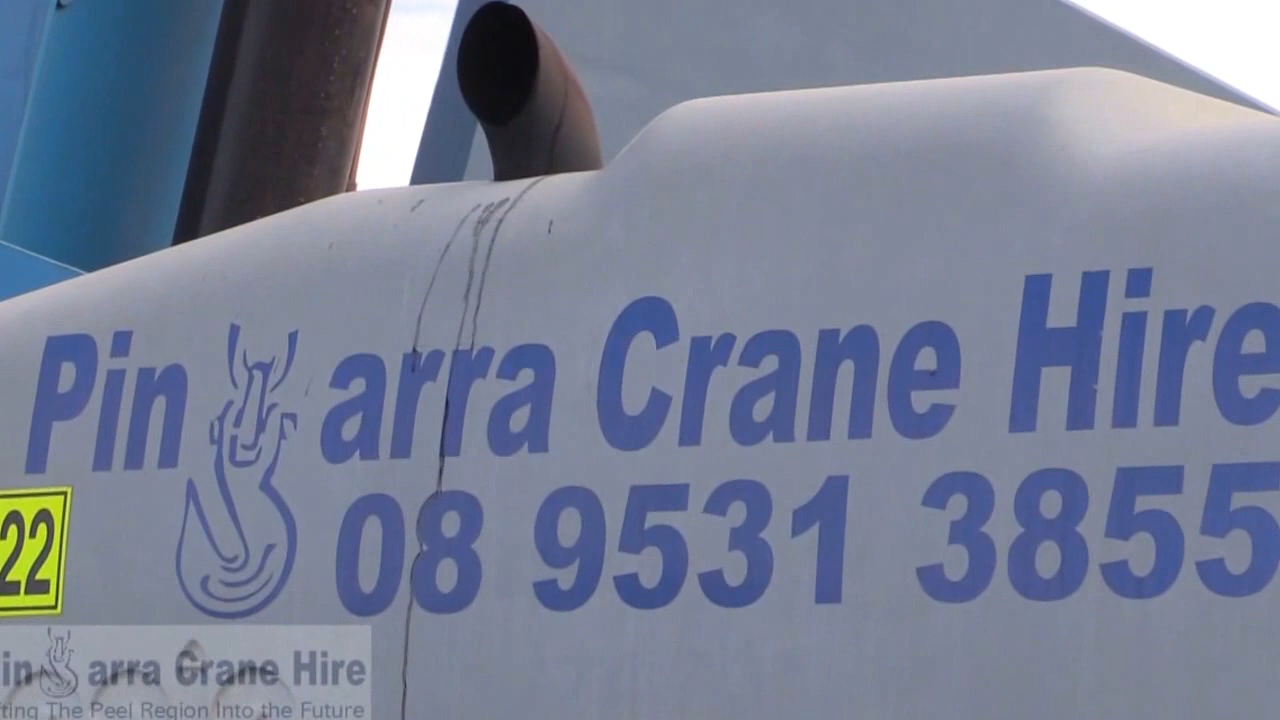 Pin arra Crane Hire
08 9531 3855
22
in arra Crane Hire
ting The Peel Region Into the Future